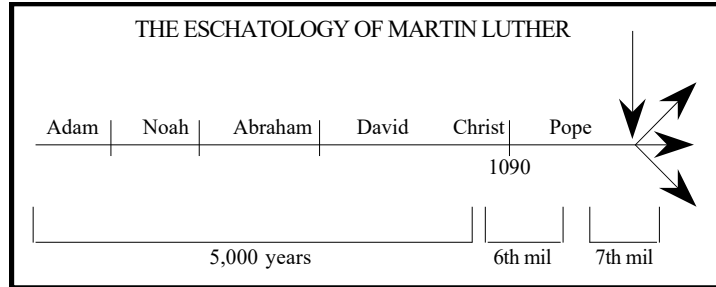 THE ESCHATOLOGY OF MARTIN LUTHER
Adam Noah Abraham David Christ Pope
1090
5,000 years 6th mil 7th mil